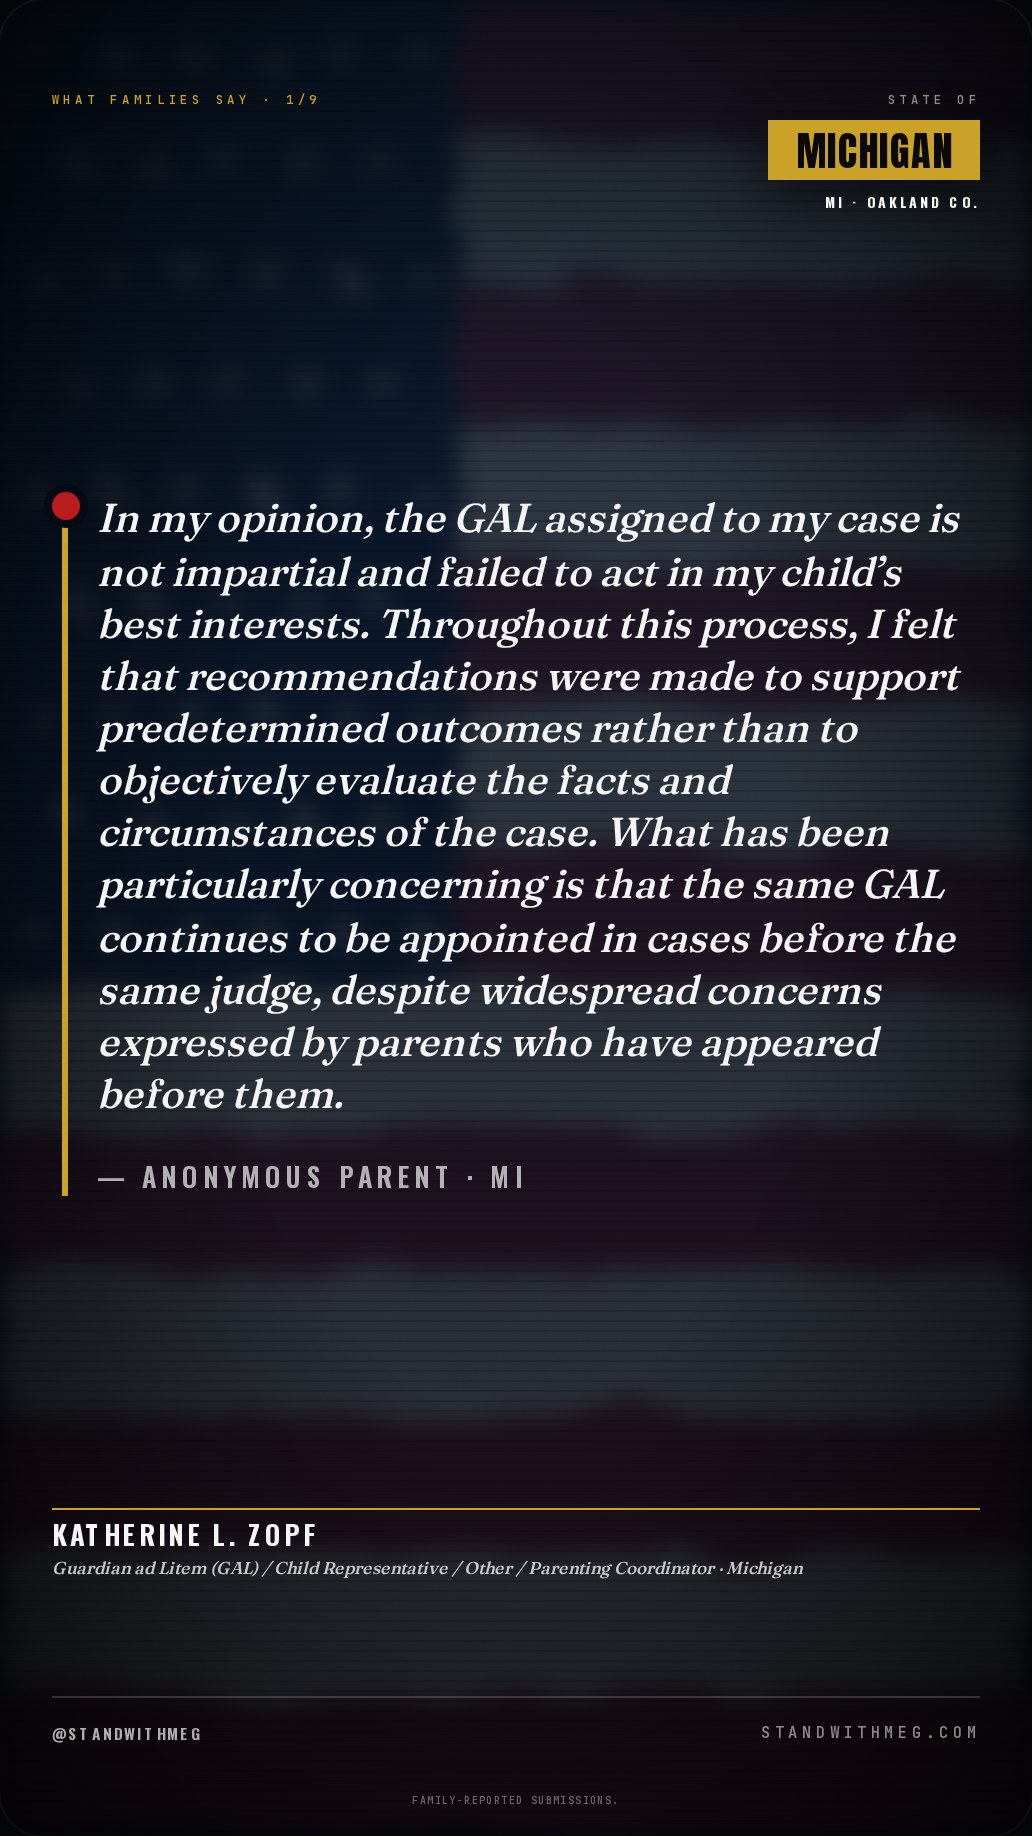 WHAT FAMILIES SAY · 1/9
STATE OF
MICHIGAN
MI · OAKLAND CO.
In my opinion, the GAL assigned to my case is
not impartial and failed to act in my child’s
best interests. Throughout this process, I felt
that recommendations were made to support
predetermined outcomes rather than to
objectively evaluate the facts and
circumstances of the case. What has been
particularly concerning is that the same GAL
continues to be appointed in cases before the
same judge, despite widespread concerns
expressed by parents who have appeared
before them.
— ANONYMOUS PARENT · MI
KATHERINE L. ZOPF
Guardian ad Litem (GAL) / Child Representative / Other / Parenting Coordinator · Michigan
@STANDWITHMEG
STANDWITHMEG.COM
FAMILY-REPORTED SUBMISSIONS.